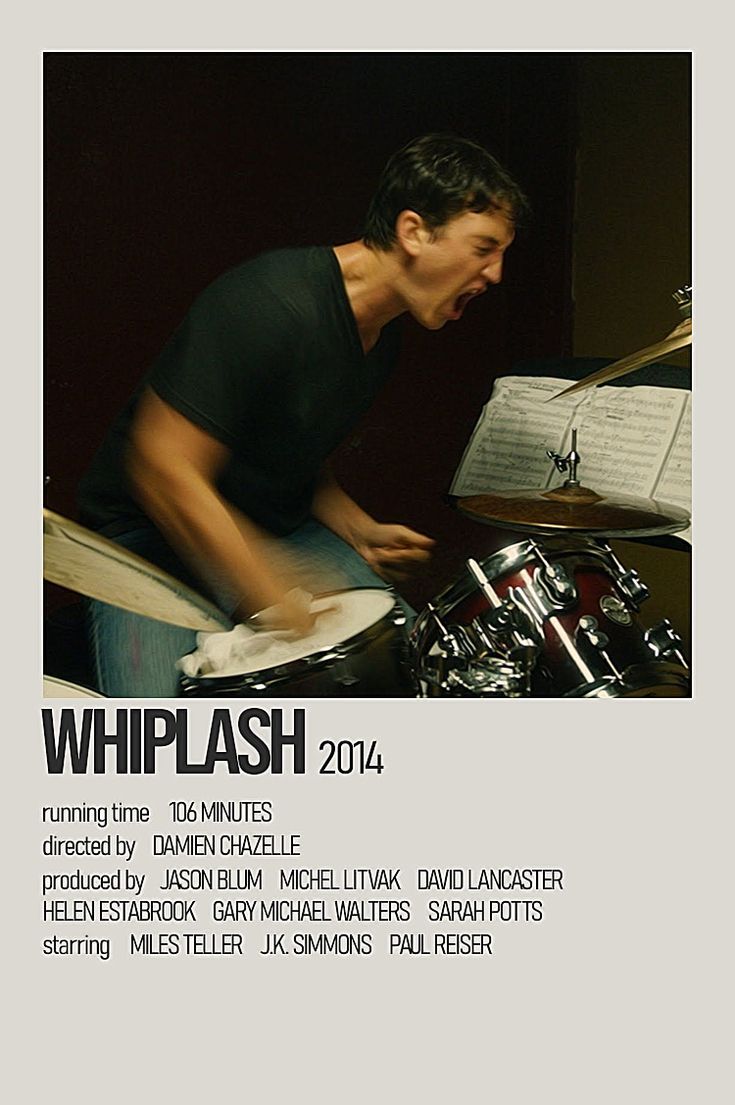 WHIPLASH 2014
running time 106 MINUTES
directed by DAMIEN CHAZELLE
produced by JASON BLUM MICHEL LITVAK DAVID LANCASTER
HELEN ESTABROOK GARY MICHAEL WALTERS SARAH POTTS
starring MILES TELLER J.K. SIMMONS PAUL REISER